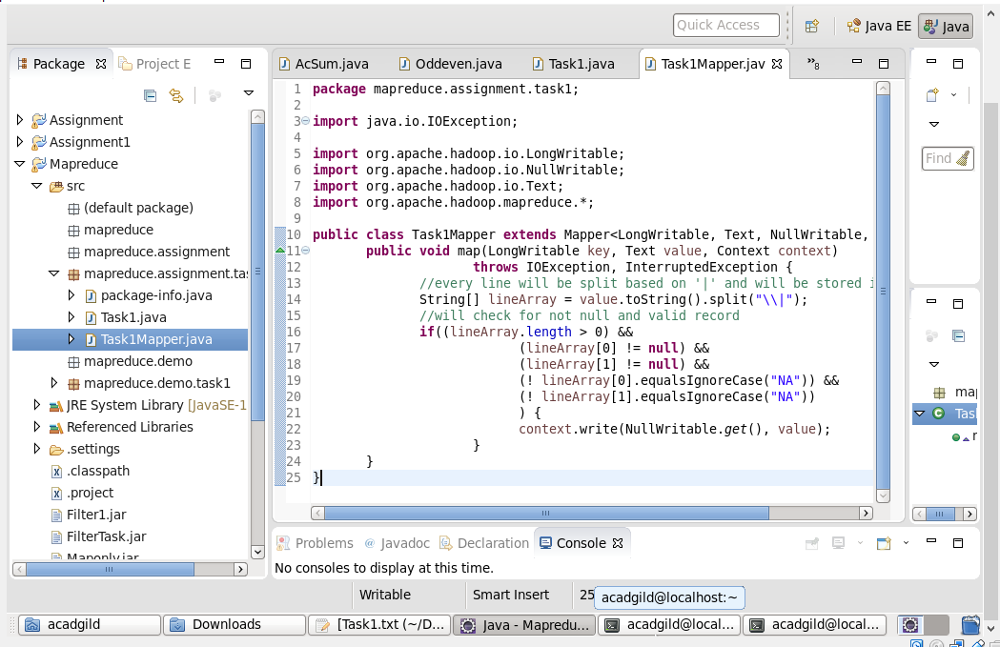 Quick Access
Java EE
Java
Package
Project E
AcSum.java
Oddeven.java
Task1.java
Task1Mapper.jav
»8
Assignment
Assignment1
Mapreduce
src
(default package)
mapreduce
mapreduce.assignment
mapreduce.assignment.ta
package-info.java
Task1.java
Task1Mapper.java
mapreduce.demo
mapreduce.demo.task1
JRE System Library [JavaSE-1
Referenced Libraries
.settings
.classpath
.project
Filter1.jar
FilterTask.jar
Maponly.jar
1 package mapreduce.assignment.task1;
2
3 import java.io.IOException;
4
5 import org.apache.hadoop.io.LongWritable;
6 import org.apache.hadoop.io.NullWritable;
7 import org.apache.hadoop.io.Text;
8 import org.apache.hadoop.mapreduce.*;
9
10 public class Task1Mapper extends Mapper<LongWritable, Text, NullWritable,
11 public void map(LongWritable key, Text value, Context context)
12 throws IOException, InterruptedException {
13 //every line will be split based on '|' and will be stored i
14 String[] lineArray = value.toString().split("\\|");
15 //will check for not null and valid record
16 if((lineArray.length > 0) &&
17 (lineArray[0] != null) &&
18 (lineArray[1] != null) &&
19 (! lineArray[0].equalsIgnoreCase("NA")) &&
20 (! lineArray[1].equalsIgnoreCase("NA"))
21 ) {
22 context.write(NullWritable.get(), value);
23 }
24 }
25 }
Find
ma
Tas
Problems
@ Javadoc
Declaration
Console
No consoles to display at this time.
Writable
Smart Insert
25
acadgild@localhost:~
acadgild
Downloads
[Task1.txt (~/D...
Java - Mapredu...
acadgild@local...
acadgild@local...